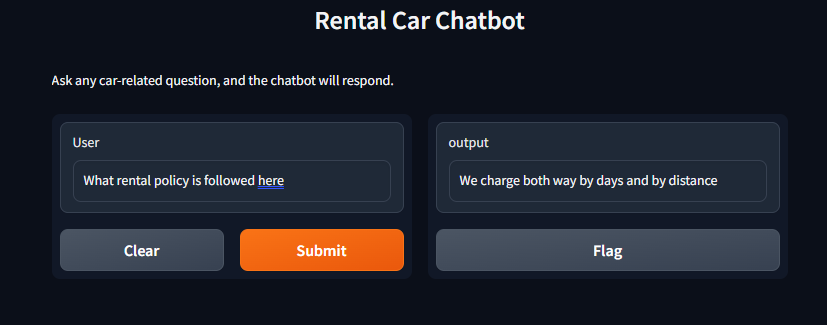 Rental Car Chatbot
Ask any car-related question, and the chatbot will respond.
User
What rental policy is followed here
Clear
Submit
output
We charge both way by days and by distance
Flag